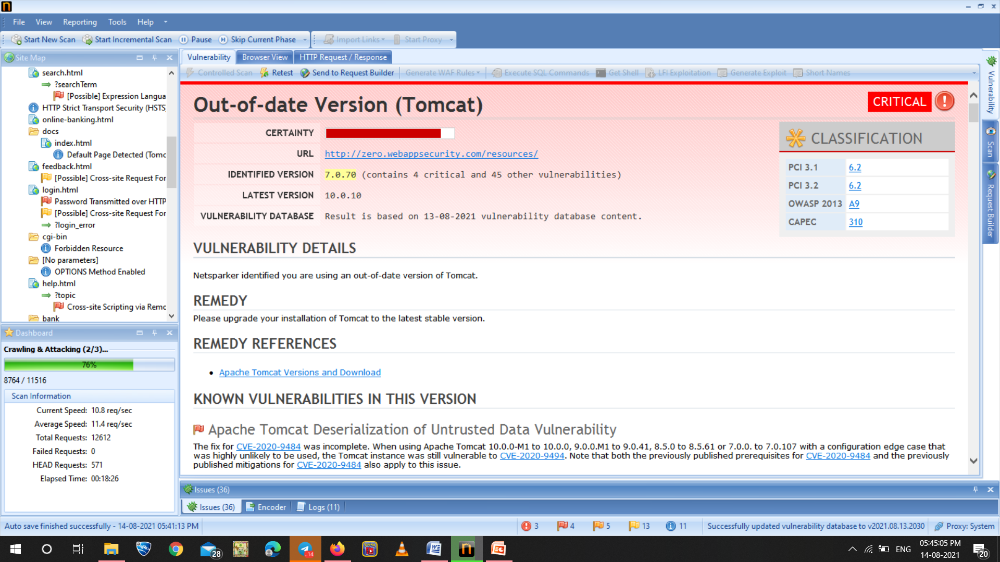 File View Reporting Tools Help
Start New Scan Start Incremental Scan Pause Skip Current Phase Import Links Start Proxy
Site Map
search.html
?searchTerm
[Possible] Expression Langua
HTTP Strict Transport Security (HSTS)
online-banking.html
docs
index.html
Default Page Detected (Tomc
feedback.html
[Possible] Cross-site Request For
login.html
Password Transmitted over HTTP
[Possible] Cross-site Request For
?login_error
cgi-bin
Forbidden Resource
[No parameters]
OPTIONS Method Enabled
help.html
?topic
Cross-site Scripting via Remo
bank
Dashboard
Crawling & Attacking (2/3)...
76%
8764 / 11516
Scan Information
Current Speed: 10.8 req/sec
Average Speed: 11.4 req/sec
Total Requests: 12612
Failed Requests: 0
HEAD Requests: 571
Elapsed Time: 00:18:26
Vulnerability Browser View HTTP Request / Response
Controlled Scan Retest Send to Request Builder Generate WAF Rules Execute SQL Commands Get Shell LFI Exploitation Generate Exploit Short Names
Out-of-date Version (Tomcat)
CRITICAL
CERTAINTY
URL http://zero.webappsecurity.com/resources/
IDENTIFIED VERSION 7.0.70 (contains 4 critical and 45 other vulnerabilities)
LATEST VERSION 10.0.10
VULNERABILITY DATABASE Result is based on 13-08-2021 vulnerability database content.
CLASSIFICATION
PCI 3.1 6.2
PCI 3.2 6.2
OWASP 2013 A9
CAPEC 310
VULNERABILITY DETAILS
Netsparker identified you are using an out-of-date version of Tomcat.
REMEDY
Please upgrade your installation of Tomcat to the latest stable version.
REMEDY REFERENCES
Apache Tomcat Versions and Download
KNOWN VULNERABILITIES IN THIS VERSION
Apache Tomcat Deserialization of Untrusted Data Vulnerability
The fix for CVE-2020-9484 was incomplete. When using Apache Tomcat 10.0.0-M1 to 10.0.0, 9.0.0.M1 to 9.0.41, 8.5.0 to 8.5.61 or 7.0.0. to 7.0.107 with a configuration edge case that
was highly unlikely to be used, the Tomcat instance was still vulnerable to CVE-2020-9494. Note that both the previously published prerequisites for CVE-2020-9484 and the previously
published mitigations for CVE-2020-9484 also apply to this issue.
Vulnerability
Scan
Request Builder
Issues (36)
Issues (36) Encoder Logs (11)
Auto save finished successfully - 14-08-2021 05:41:13 PM
3 4 5 13 11
Successfully updated vulnerability database to v2021.08.13.2030
Proxy: System
28
..14
ENG
05:45:05 PM
14-08-2021
20